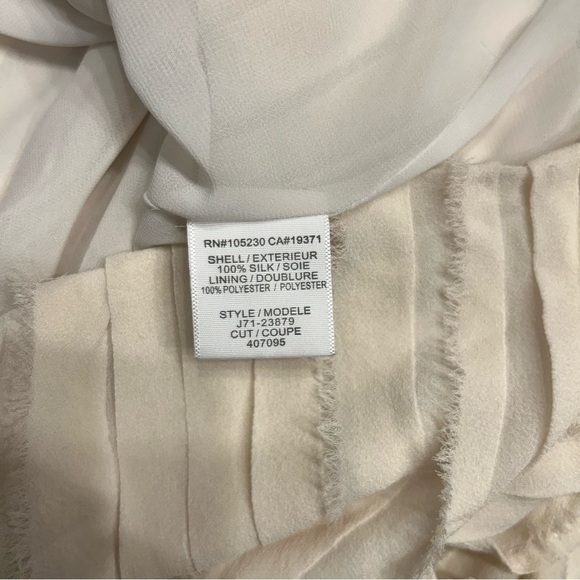 RN#105230 CA#19371
SHELL / EXTERIEUR
100% SILK / SOIE
LINING / DOUBLURE
100% POLYESTER / POLYESTER
STYLE / MODELE
J71-23879
CUT / COUPE
407095